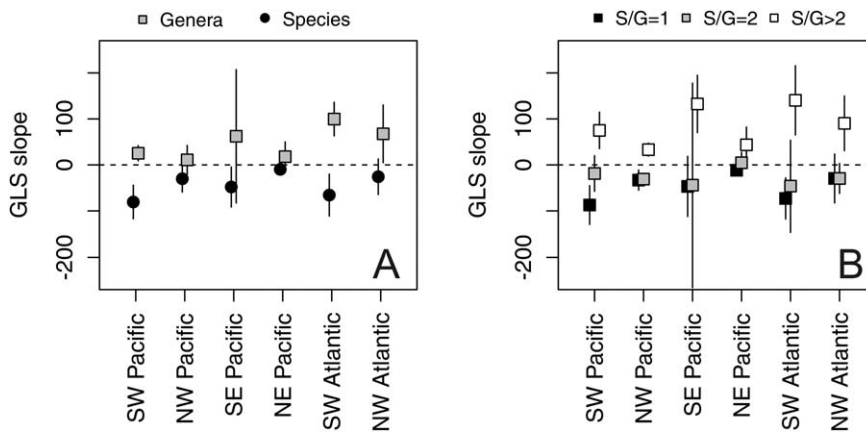 Genera Species
GLS slope
100
0
-200
A
SW Pacific
NW Pacific
SE Pacific
NE Pacific
SW Atlantic
NW Atlantic
S/G=1 S/G=2 S/G>2
GLS slope
100
0
-200
B
SW Pacific
NW Pacific
SE Pacific
NE Pacific
SW Atlantic
NW Atlantic